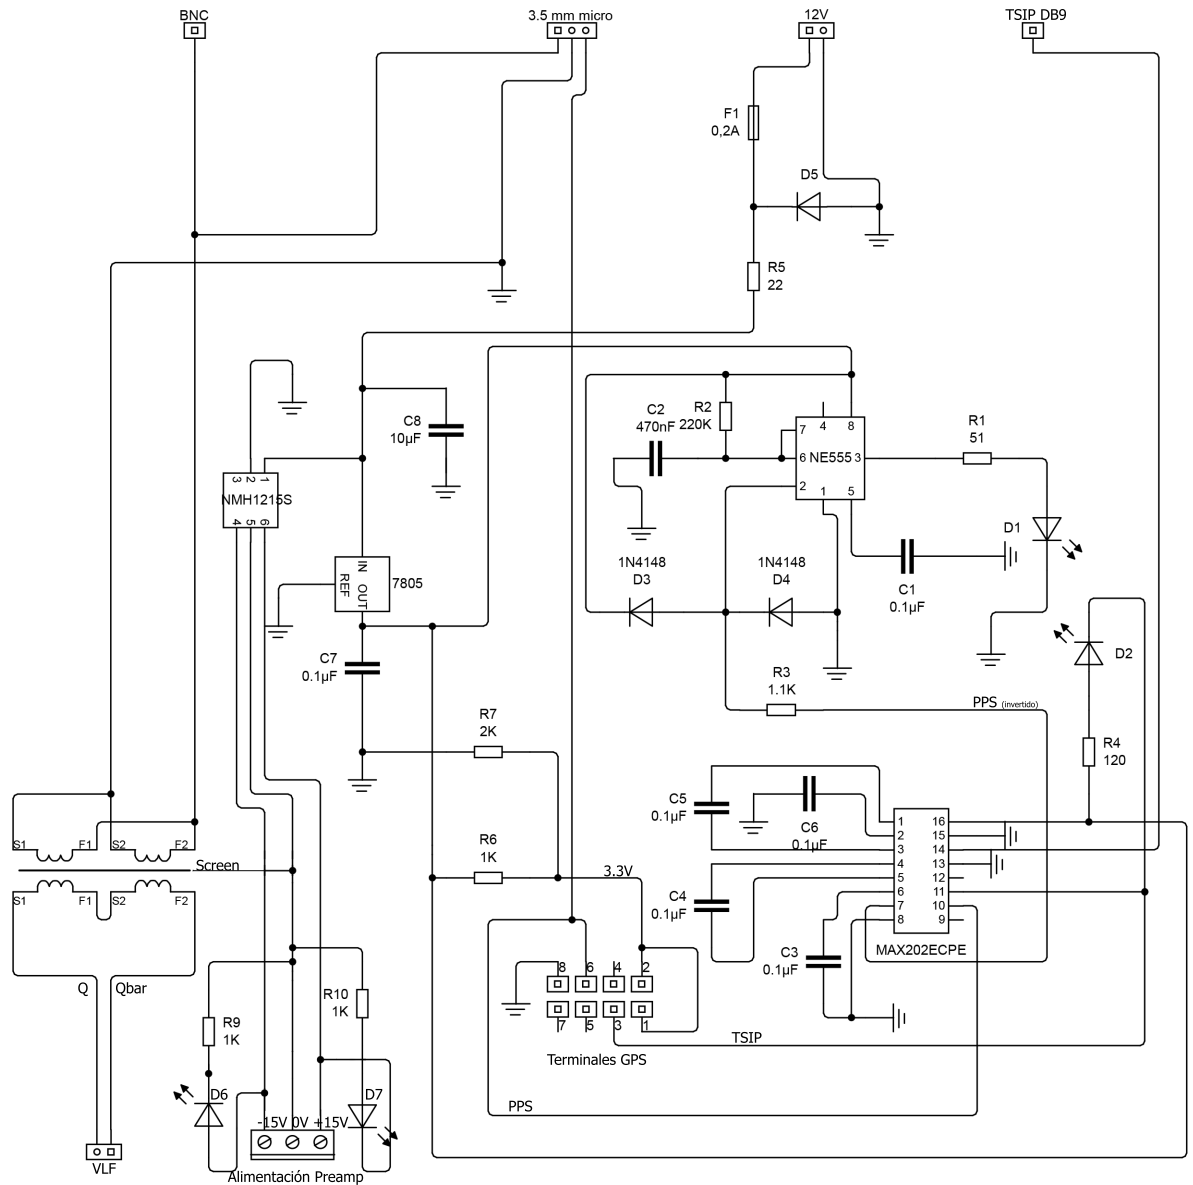 BNC
3.5 mm micro
12V
TSIP DB9
F1
0,2A
D5
R5
22
C8
10µF
C2
470nF
R2
220K
4
8
7
6
NE555
3
2
1
5
R1
51
3
2
1
NMH1215S
4
5
6
D1
IN
REF
OUT
7805
1N4148
D3
1N4148
D4
C1
0.1µF
C7
0.1µF
D2
R3
1.1K
PPS (invertido)
R7
2K
R4
120
C5
0.1µF
C6
0.1µF
1
2
3
4
5
6
7
8
16
15
14
13
12
11
10
9
MAX202ECPE
S1
F1
S2
F2
Screen
S1
F1
S2
F2
R6
1K
3.3V
C4
0.1µF
C3
0.1µF
Q
Qbar
R10
1K
R9
1K
8
6
4
2
7
5
3
1
TSIP
Terminales GPS
D6
D7
PPS
-15V 0V +15V
VLF
Alimentación Preamp